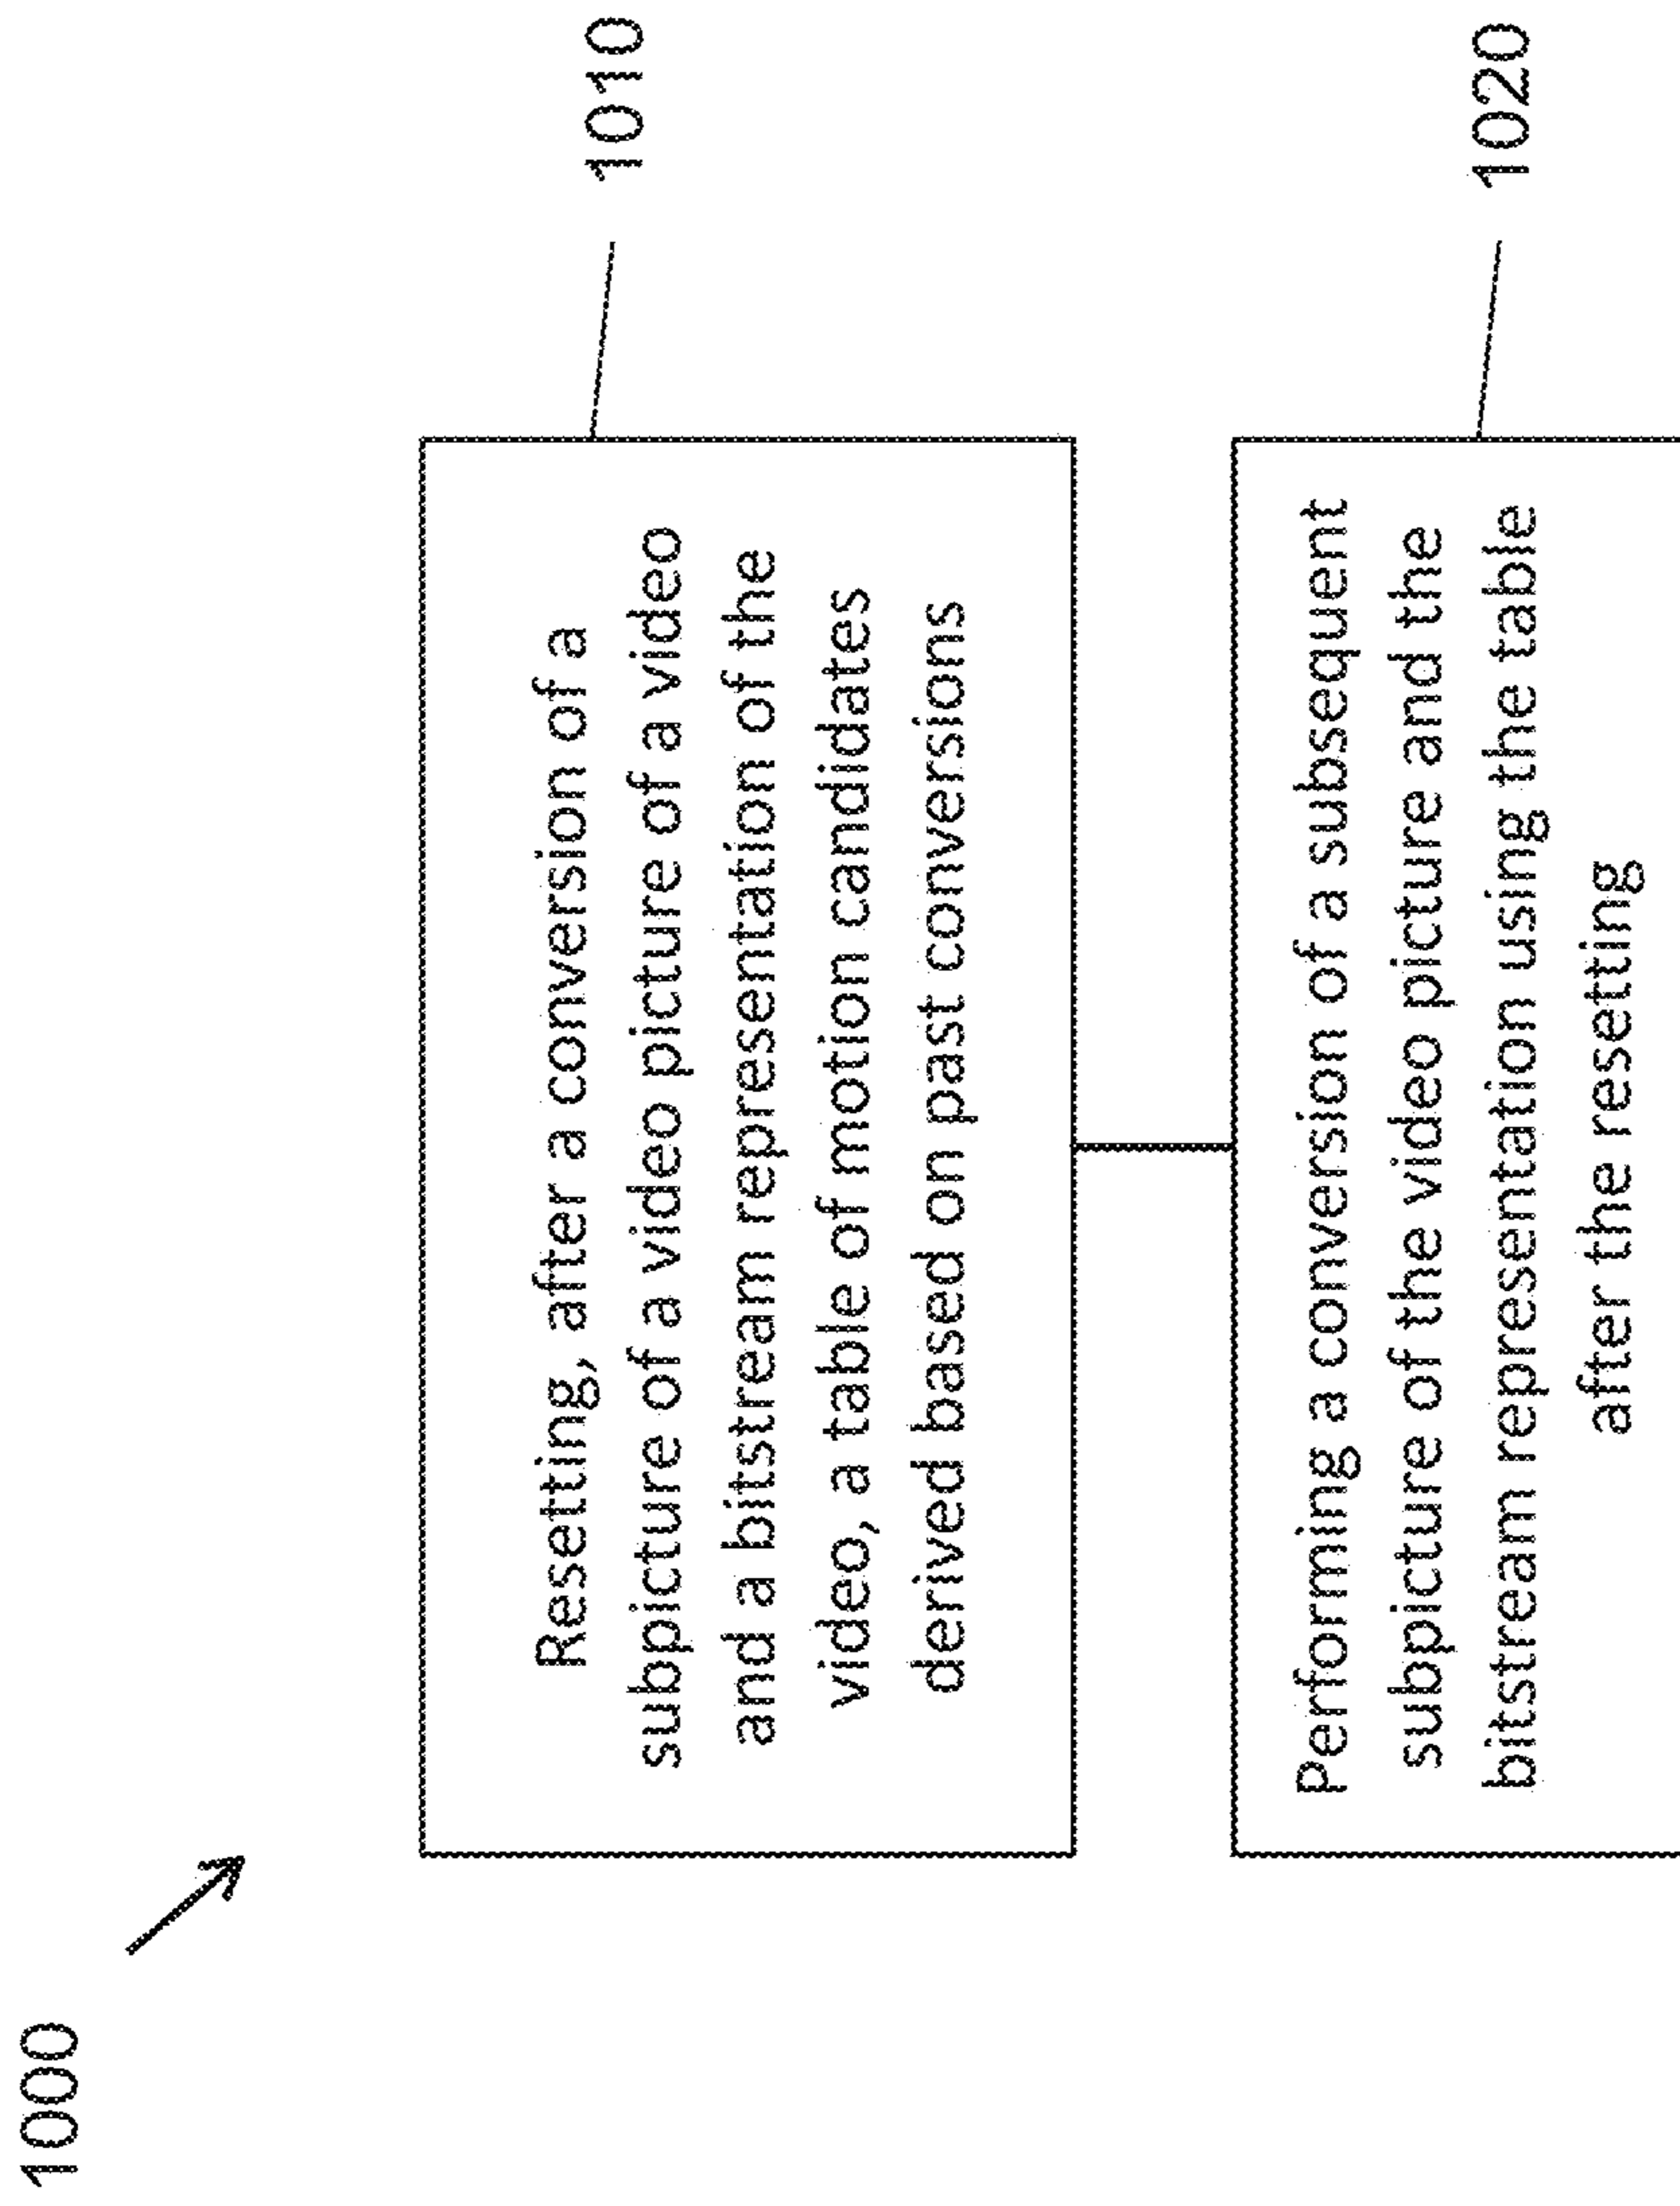 1000
Resetting, after a conversion of a
subpicture of a video picture of a video
and a bitstream representation of the
video, a table of motion candidates
derived based on past conversions
1010
Performing a conversion of a subsequent
subpicture of the video picture and the
bitstream representation using the table
after the resetting
1020